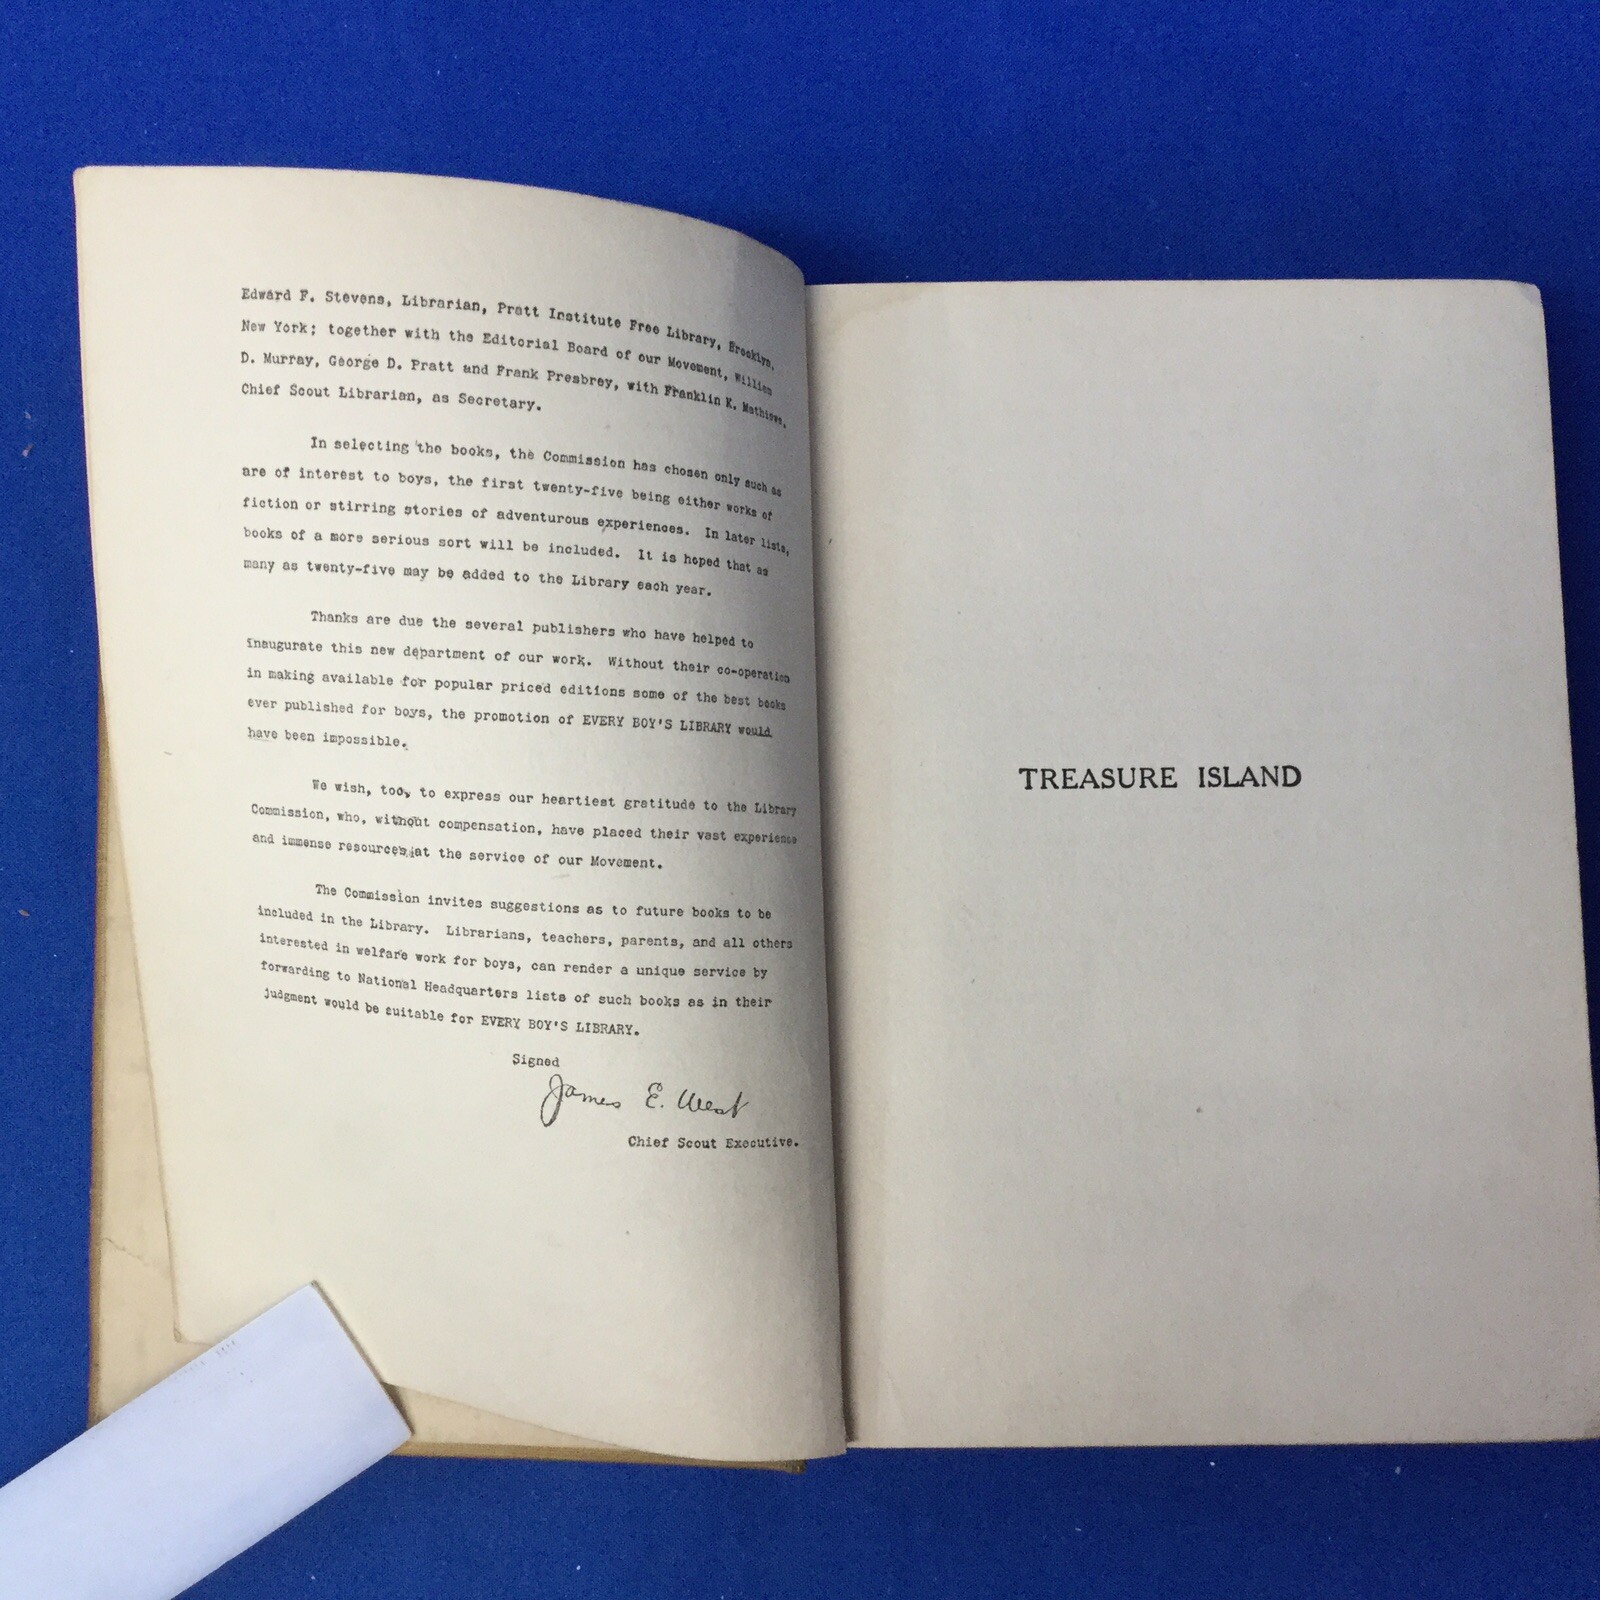 Edward F. Stevens, Librarian, Pratt Institute Free Library, Brooklyn,
New York; together with the Editorial Board of our Movement, William
D. Murray, George D. Pratt and Frank Presbrey, with Franklin K. Mathiews,
Chief Scout Librarian, as Secretary.
In selecting the books, the Commission has chosen only such as
are of interest to boys, the first twenty-five being either works of
fiction or stirring stories of adventurous experiences. In later lists,
books of a more serious sort will be included. It is hoped that as
many as twenty-five may be added to the Library each year.
Thanks are due the several publishers who have helped to
inaugurate this new department of our work. Without their co-operation
in making available for popular priced editions some of the best books
ever published for boys, the promotion of EVERY BOY'S LIBRARY would
have been impossible.
We wish, too, to express our heartiest gratitude to the Library
Commission, who, without compensation, have placed their vast experience
and immense resources at the service of our Movement.
The Commission invites suggestions as to future books to be
included in the Library. Librarians, teachers, parents, and all others
interested in welfare work for boys, can render a unique service by
forwarding to National Headquarters lists of such books as in their
judgment would be suitable for EVERY BOY'S LIBRARY.
Signed
James E. West
Chief Scout Executive.
TREASURE ISLAND